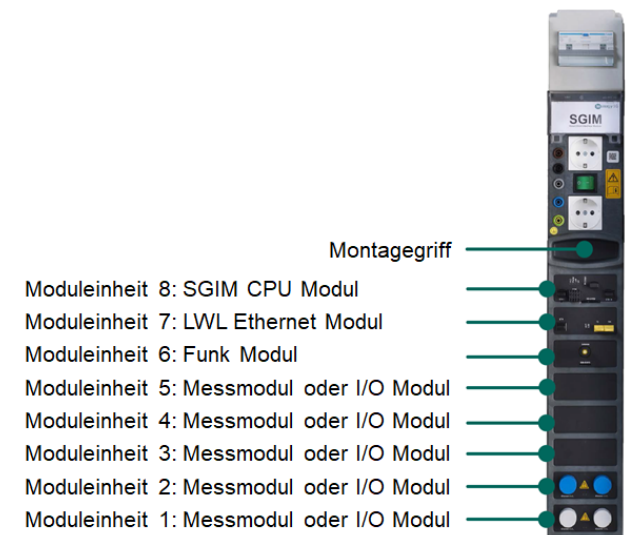 SGIM
Montagegriff
Moduleinheit 8: SGIM CPU Modul
Moduleinheit 7: LWL Ethernet Modul
Moduleinheit 6: Funk Modul
Moduleinheit 5: Messmodul oder I/O Modul
Moduleinheit 4: Messmodul oder I/O Modul
Moduleinheit 3: Messmodul oder I/O Modul
Moduleinheit 2: Messmodul oder I/O Modul
Moduleinheit 1: Messmodul oder I/O Modul